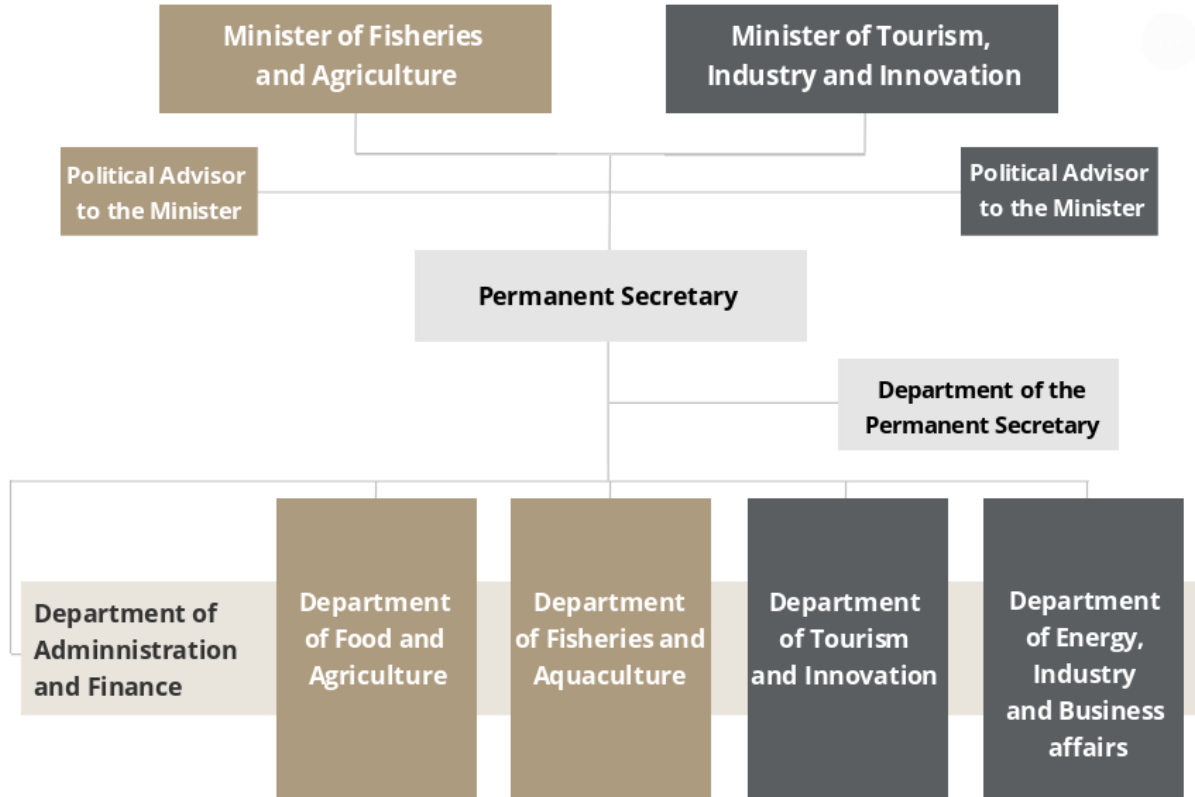 Minister of Fisheries
and Agriculture
Minister of Tourism,
Industry and Innovation
Political Advisor
to the Minister
Political Advisor
to the Minister
Permanent Secretary
Department of the
Permanent Secretary
Department of
Adminnistration
and Finance
Department
of Food and
Agriculture
Department
of Fisheries and
Aquaculture
Department
of Tourism
and Innovation
Department
of Energy,
Industry
and Business
affairs